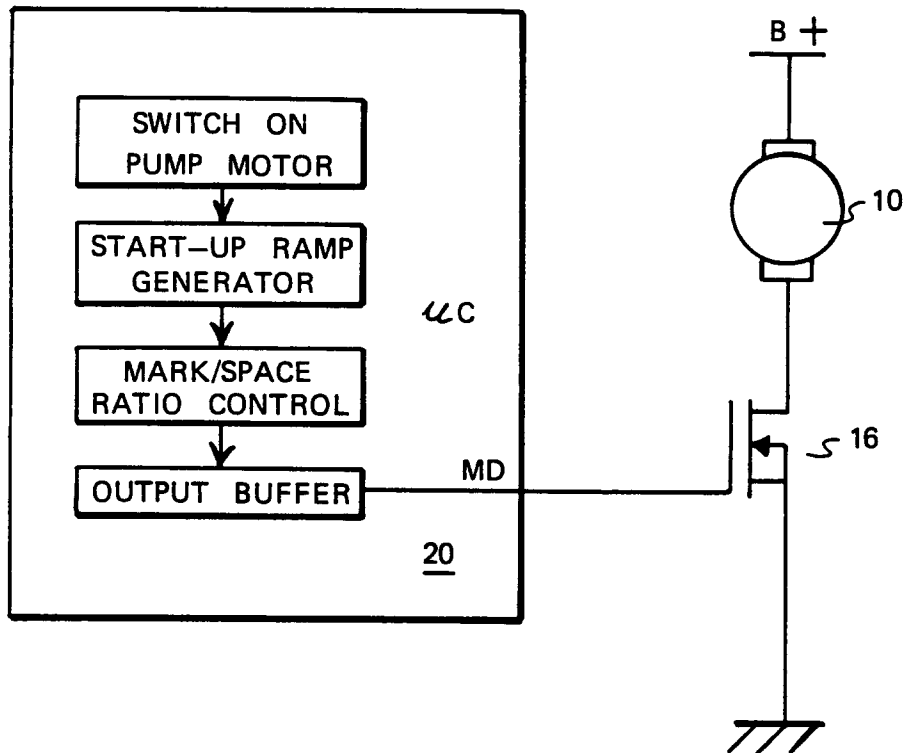 SWITCH ON
PUMP MOTOR
START-UP RAMP
GENERATOR
MARK/SPACE
RATIO CONTROL
OUTPUT BUFFER
MD
uC
20
B +
10
16